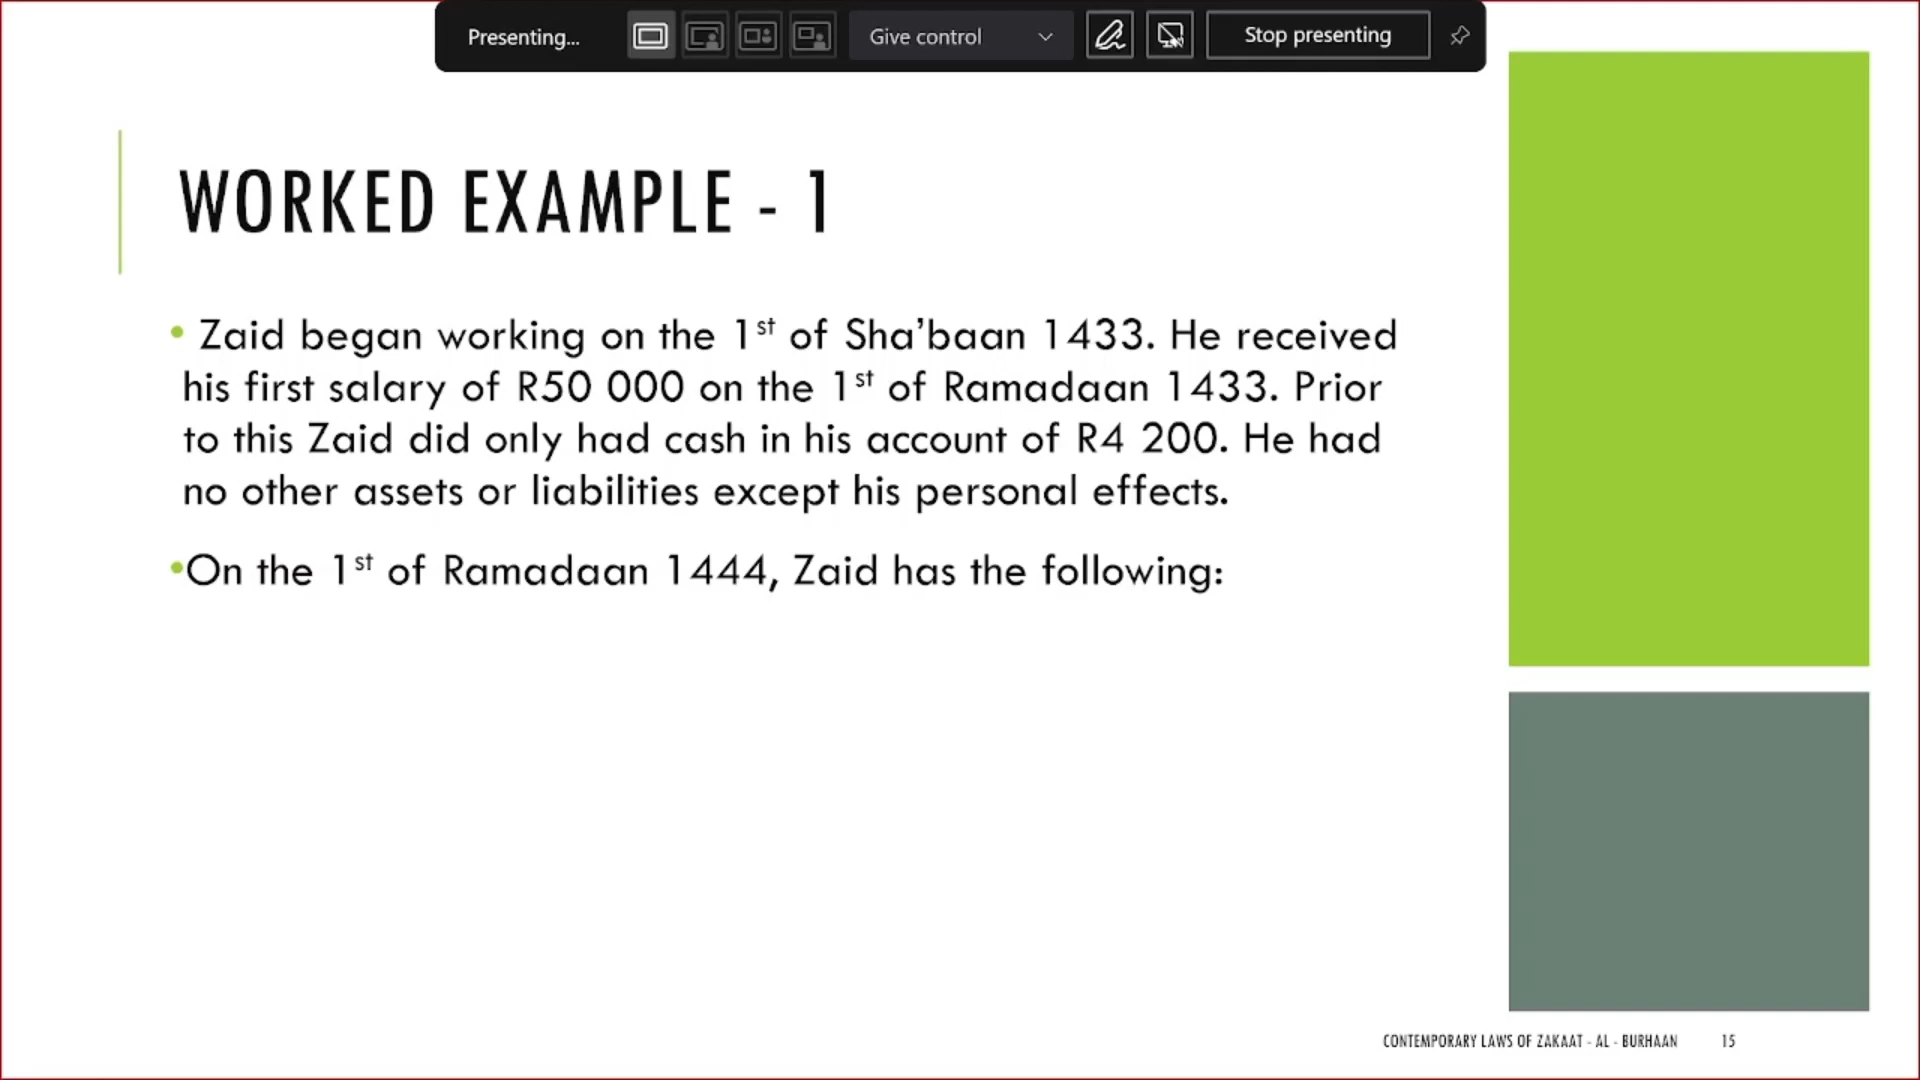 Presenting...
Give control
Stop presenting
WORKED EXAMPLE - 1
• Zaid began working on the 1st of Sha’baan 1433. He received
his first salary of R50 000 on the 1st of Ramadaan 1433. Prior
to this Zaid did only had cash in his account of R4 200. He had
no other assets or liabilities except his personal effects.
•On the 1st of Ramadaan 1444, Zaid has the following:
CONTEMPORARY LAWS OF ZAKAAT - AL - BURHAAN 15